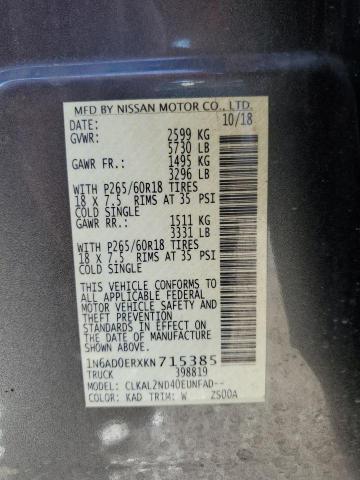 MFD BY NISSAN MOTOR CO., LTD.
DATE: 10/18
GVWR: 2599 KG
5730 LB
GAWR FR.: 1495 KG
3296 LB
WITH P265/60R18 TIRES
18 X 7.5 RIMS AT 35 PSI
COLD SINGLE
GAWR RR.: 1511 KG
3331 LB
WITH P265/60R18 TIRES
18 X 7.5 RIMS AT 35 PSI
COLD SINGLE
THIS VEHICLE CONFORMS TO
ALL APPLICABLE FEDERAL
MOTOR VEHICLE SAFETY
STANDARDS IN EFFECT ON
THE DATE OF MANUFACTURE
SHOWN ABOVE.
1N6AD0ERXKN715385
TRUCK 398819
MODEL: CLKAL2ND40EUNFAD--
COLOR: KAD TRIM: W ZS00A